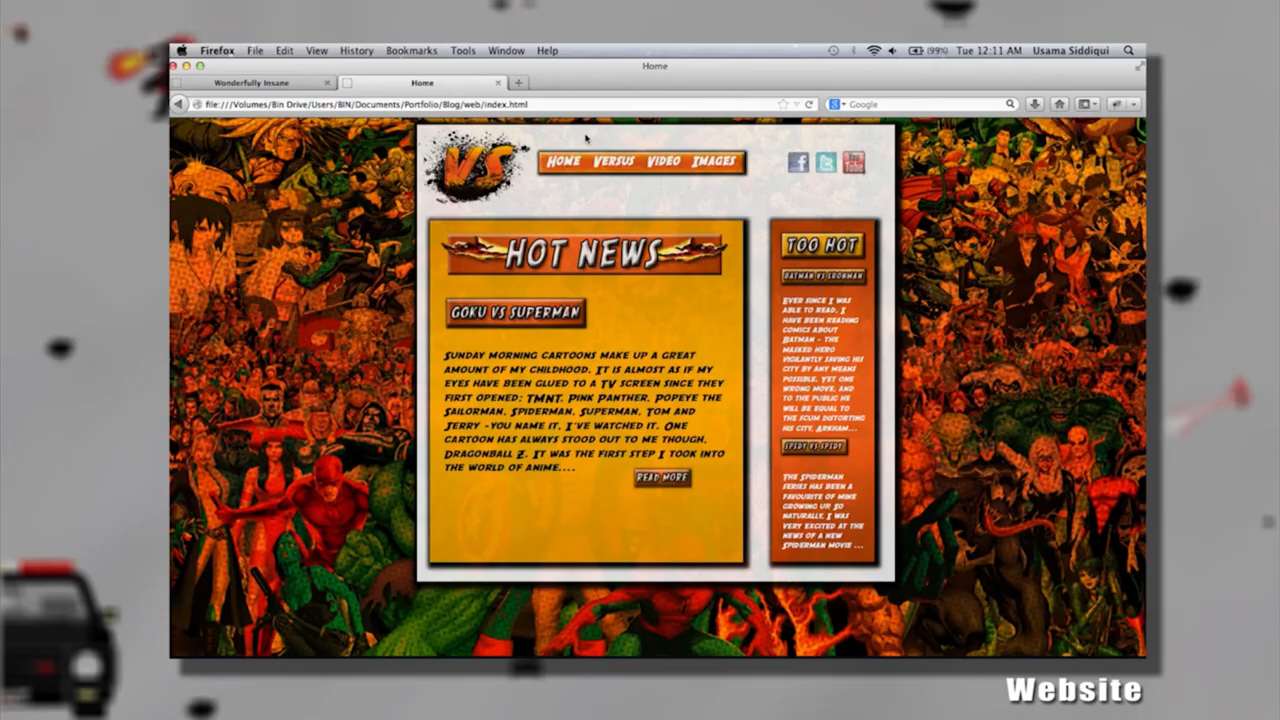 Firefox File Edit View History Bookmarks Tools Window Help (99%) Tue 12:11 AM Usama Siddiqui
Home
Wonderfully Insane Home
file:///Volumes/Bin Drive/Users/BIN/Documents/Portfolio/Blog/web/index.html Google
VS
HOME VERSUS VIDEO IMAGES
You Tube
HOT NEWS
GOKU VS SUPERMAN
SUNDAY MORNING CARTOONS MAKE UP A GREAT
AMOUNT OF MY CHILDHOOD. IT IS ALMOST AS IF MY
EYES HAVE BEEN GLUED TO A TV SCREEN SINCE THEY
FIRST OPENED; TMNT, PINK PANTHER, POPEYE THE
SAILORMAN, SPIDERMAN, SUPERMAN, TOM AND
JERRY -YOU NAME IT, I'VE WATCHED IT. ONE
CARTOON HAS ALWAYS STOOD OUT TO ME THOUGH,
DRAGONBALL Z. IT WAS THE FIRST STEP I TOOK INTO
THE WORLD OF ANIME....
READ MORE
TOO HOT
BATMAN VS IRONMAN
EVER SINCE I WAS
ABLE TO READ, I
HAVE BEEN READING
COMICS ABOUT
BATMAN - THE
MASKED HERO
VIGILANTLY SAVING HIS
CITY BY ANY MEANS
POSSIBLE. YET ONE
WRONG MOVE, AND
TO THE PUBLIC HE
WILL BE EQUAL TO
THE SCUM DISTORTING
HIS CITY, ARKHAM...
SPIDY VS SPIDY
THE SPIDERMAN
SERIES HAS BEEN A
FAVOURITE OF MINE
GROWING UP, SO
NATURALLY, I WAS
VERY EXCITED AT THE
NEWS OF A NEW
SPIDERMAN MOVIE ...
Website